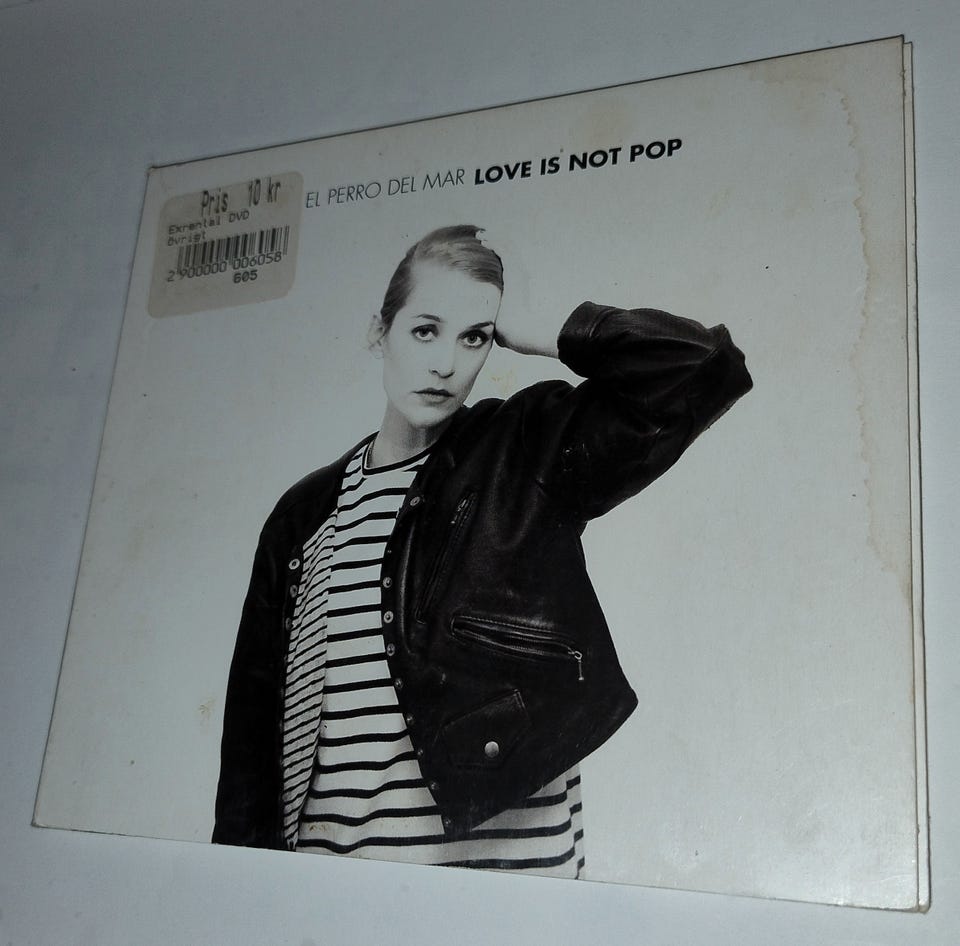 Pris 10 kr
Exrental DVD
Övrigt
2 900000 006058
605
EL PERRO DEL MAR LOVE IS NOT POP